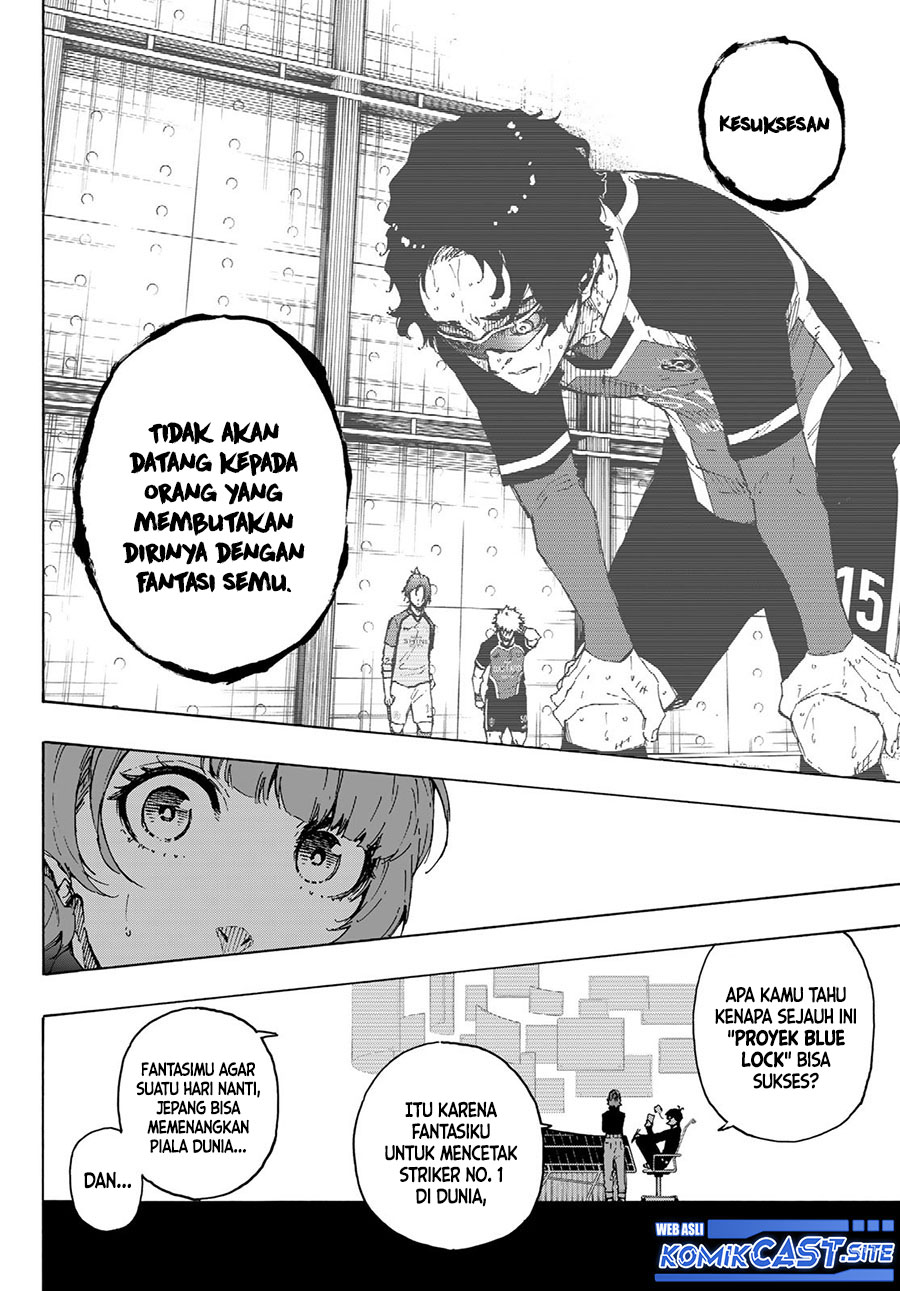 KESUKSESAN
TIDAK AKAN
DATANG KEPADA
ORANG YANG
MEMBUTAKAN
DIRINYA DENGAN
FANTASI SEMU.
15
SHINE
50
APA KAMU TAHU
KENAPA SEJAUH INI
"PROYEK BLUE
LOCK" BISA
SUKSES?
ITU KARENA
FANTASIKU
UNTUK MENCETAK
STRIKER NO. 1
DI DUNIA,
FANTASIMU AGAR
SUATU HARI NANTI,
JEPANG BISA
MEMENANGKAN
PIALA DUNIA...
DAN...
WEB ASLI
KOMIKCAST.SITE